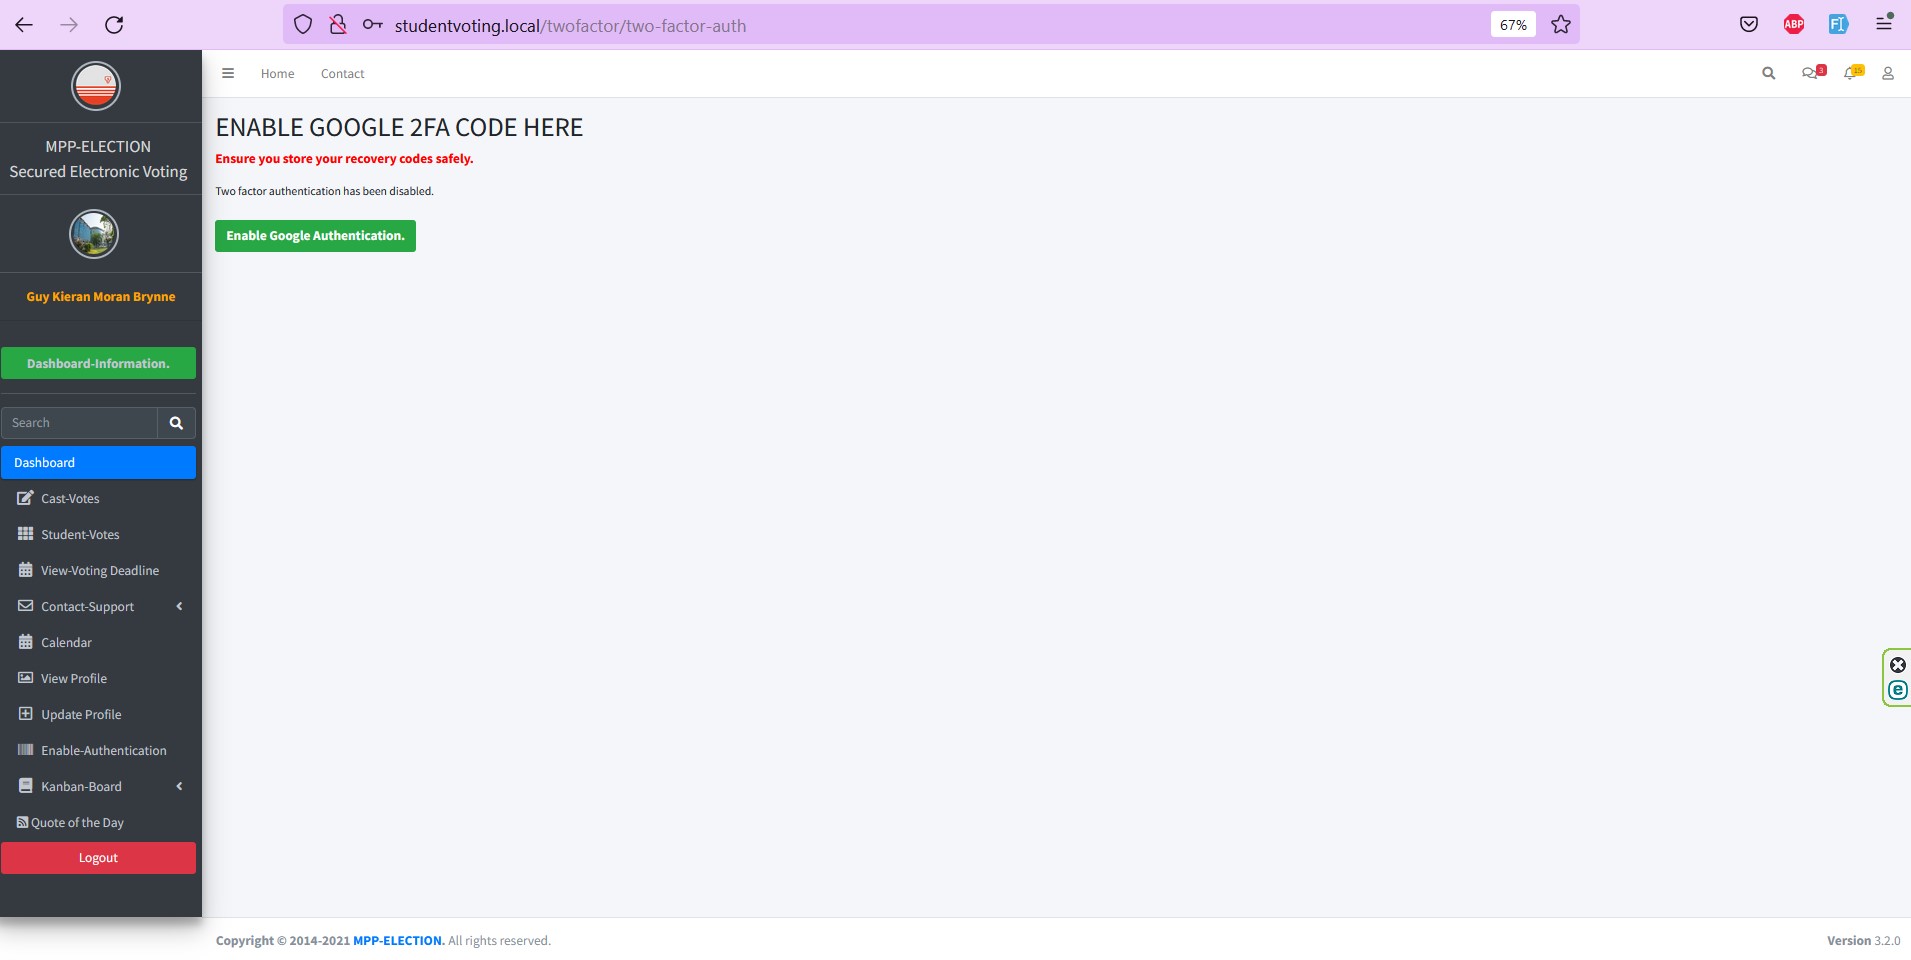 studentvoting.local/twofactor/two-factor-auth
67%
ABP
MPP-ELECTION
Secured Electronic Voting
Guy Kieran Moran Brynne
Dashboard-Information.
Search
Dashboard
Cast-Votes
Student-Votes
View-Voting Deadline
Contact-Support
Calendar
View Profile
Update Profile
Enable-Authentication
Kanban-Board
Quote of the Day
Logout
Home Contact
3
15
ENABLE GOOGLE 2FA CODE HERE
Ensure you store your recovery codes safely.
Two factor authentication has been disabled.
Enable Google Authentication.
e
Copyright © 2014-2021 MPP-ELECTION. All rights reserved.
Version 3.2.0